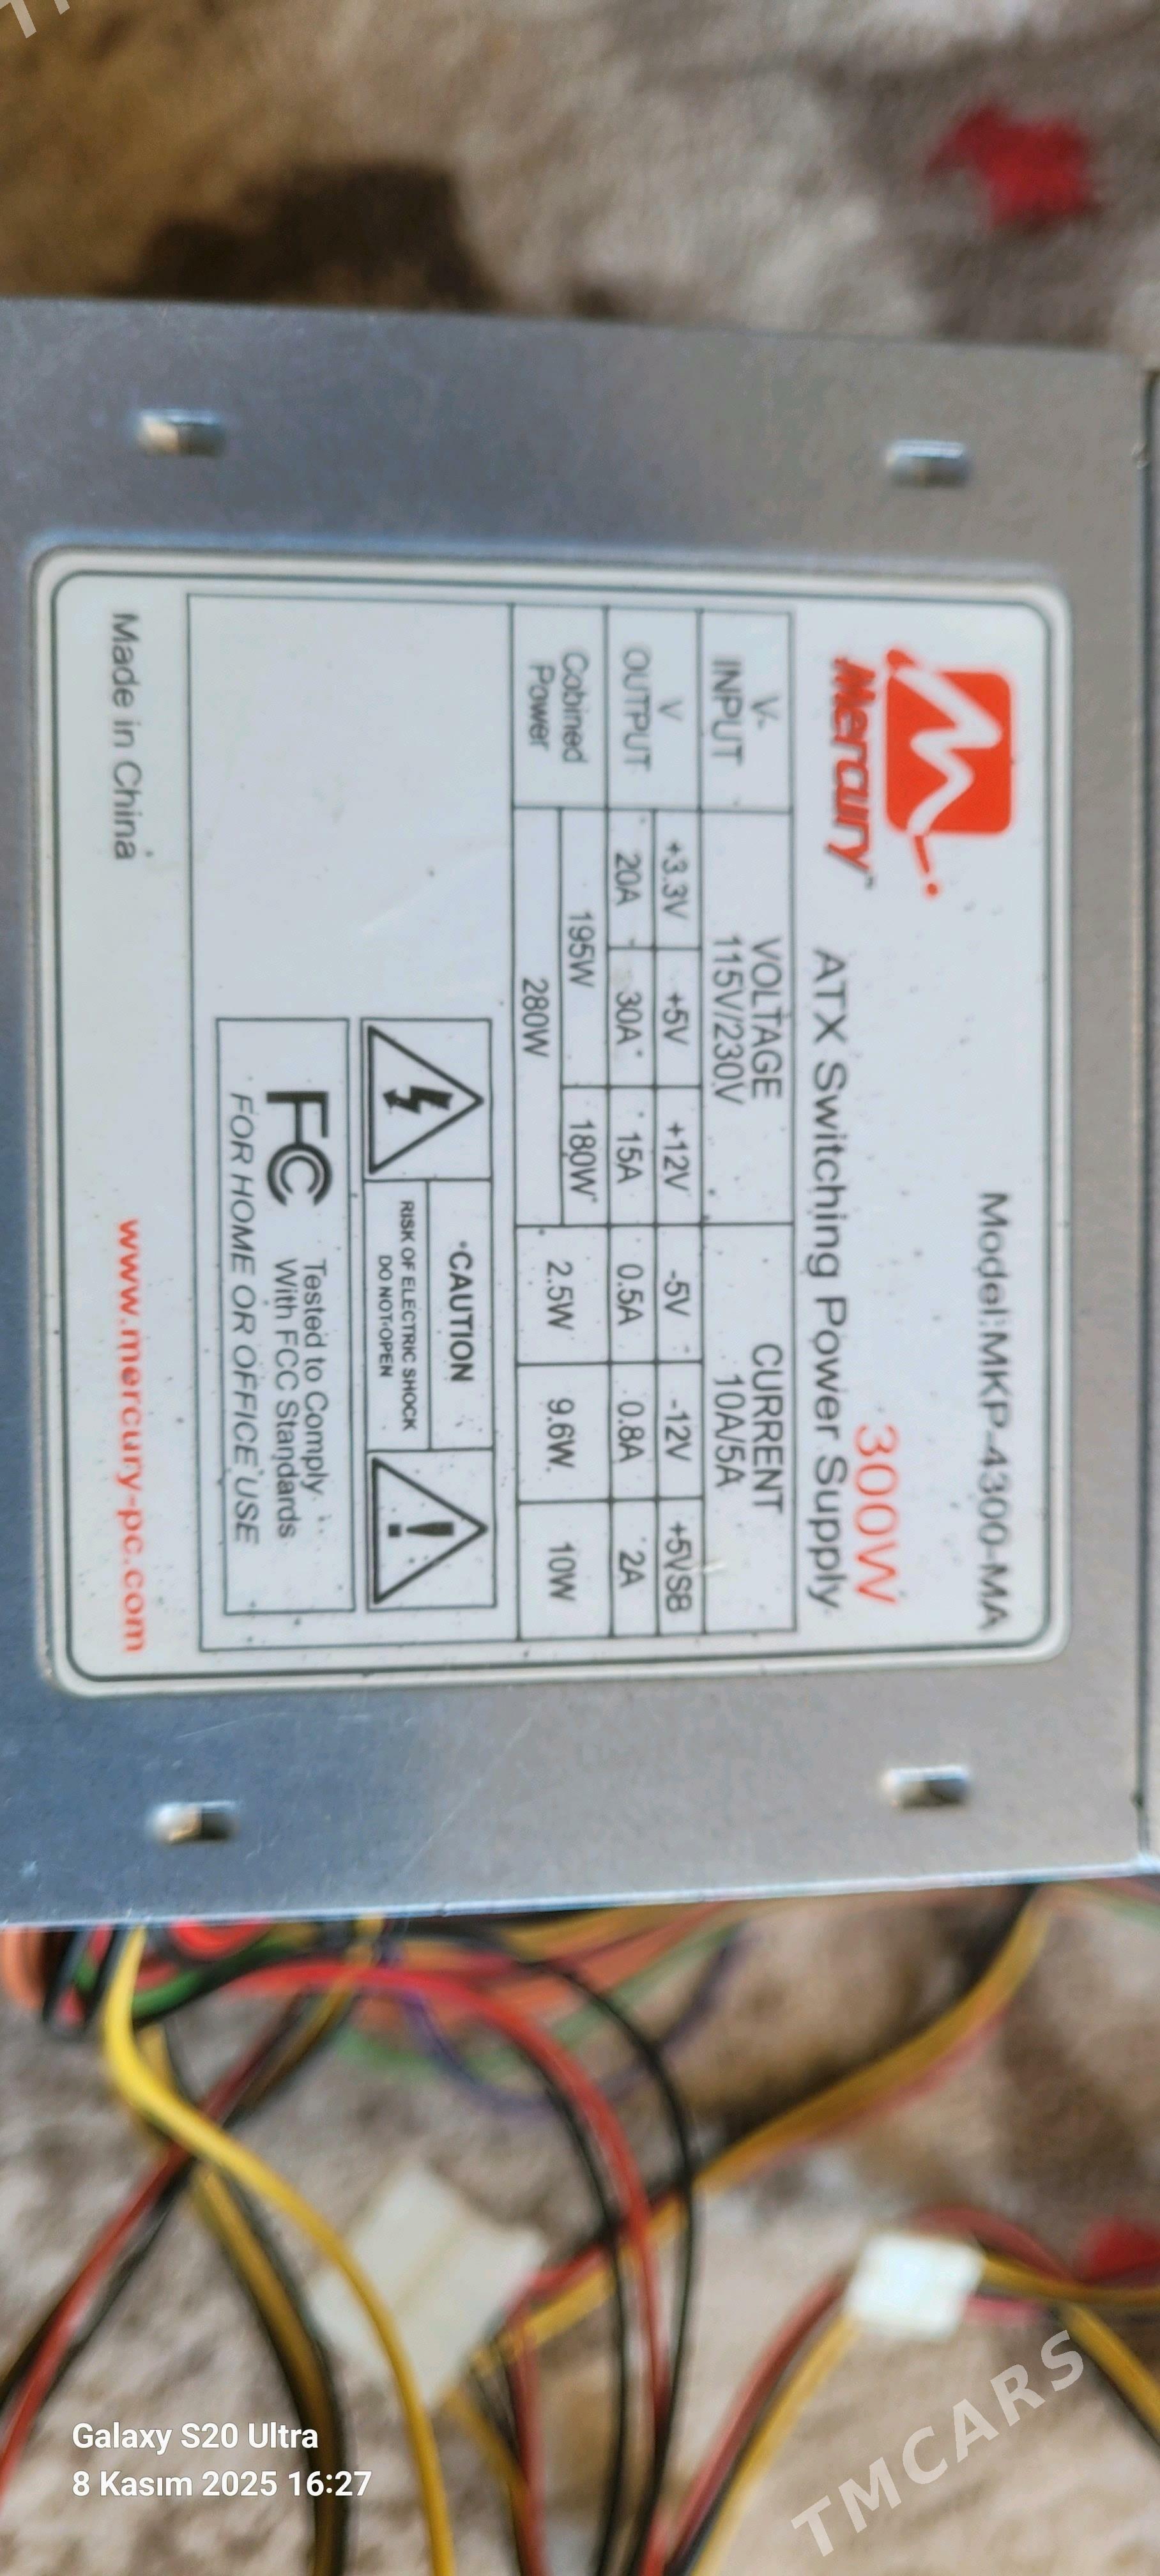 Mercury™
Model:MKP-4300-MA
300W
ATX Switching Power Supply
V-
INPUT
VOLTAGE
115V/230V
CURRENT
10A/5A
V
OUTPUT
+3.3V +5V +12V -5V -12V +5VSB
20A 30A 15A 0.5A 0.8A 2A
Cobined
Power
195W 180W
280W
2.5W 9.6W 10W
CAUTION
RISK OF ELECTRIC SHOCK
DO NOT OPEN
FC
Tested to Comply
With FCC Standards
FOR HOME OR OFFICE USE
Made in China
www.mercury-pc.com
Galaxy S20 Ultra
8 Kasım 2025 16:27
TMCARS